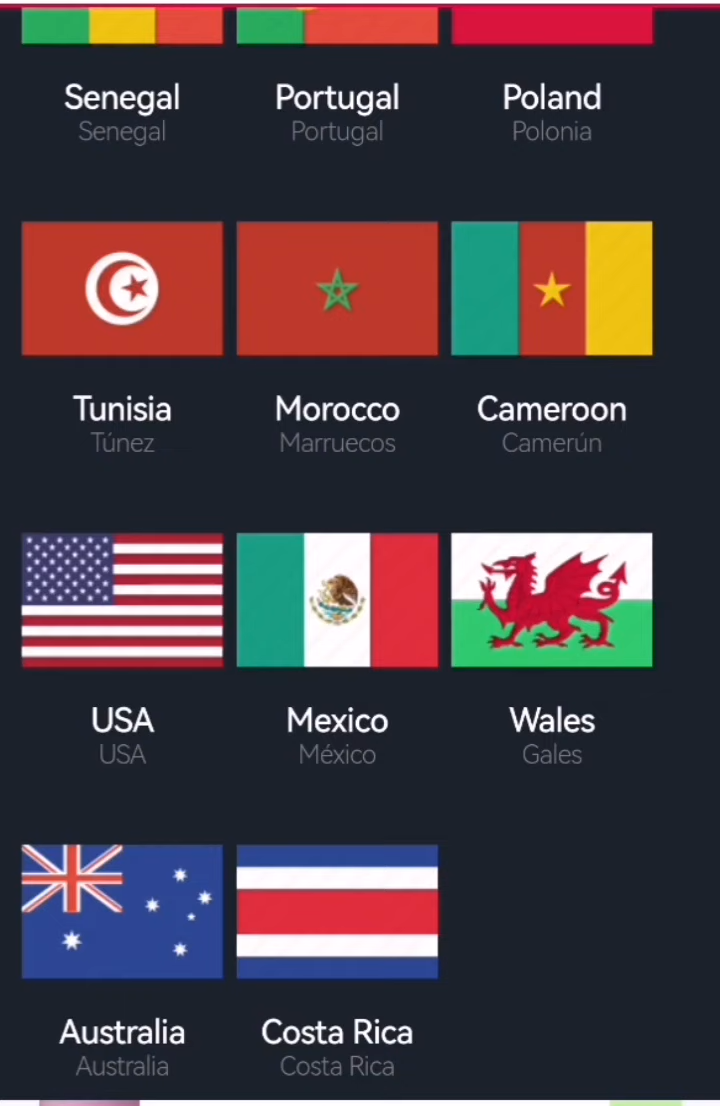 Senegal Portugal Poland
Senegal Portugal Polonia
Tunisia Morocco Cameroon
Túnez Marruecos Camerún
USA Mexico Wales
USA México Gales
Australia Costa Rica
Australia Costa Rica